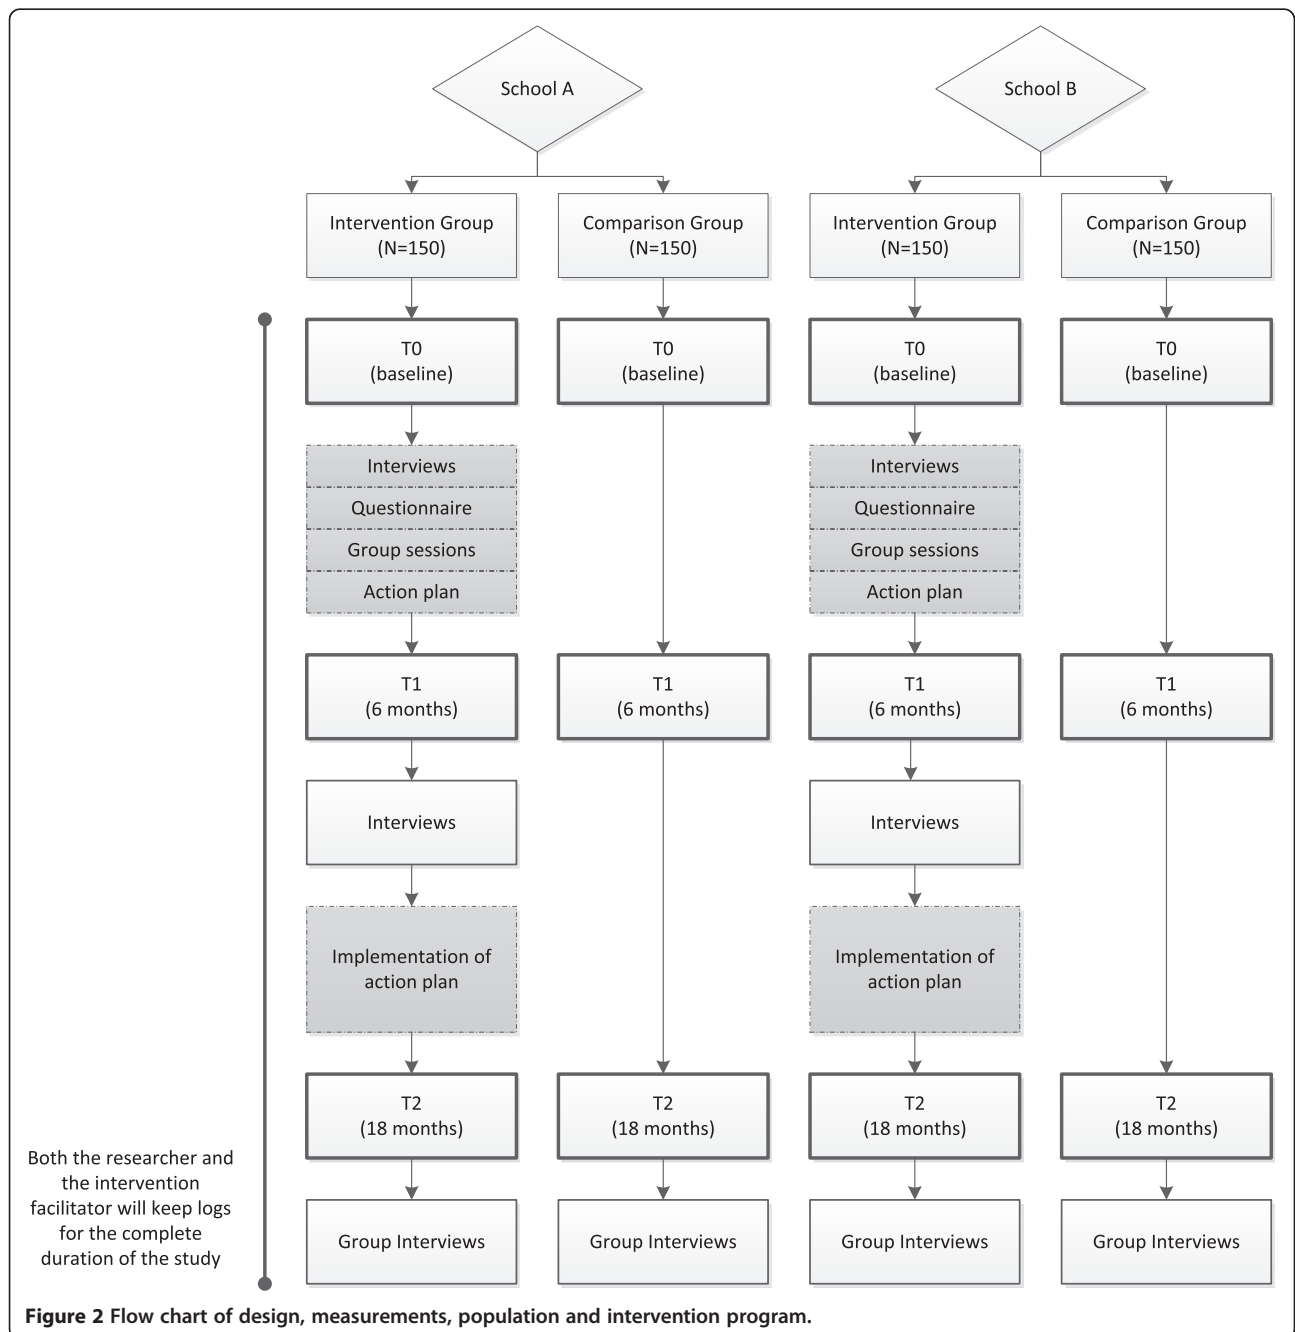 School A
School B
Intervention Group
(N=150)
Comparison Group
(N=150)
Intervention Group
(N=150)
Comparison Group
(N=150)
T0
(baseline)
T0
(baseline)
T0
(baseline)
T0
(baseline)
Interviews
Questionnaire
Group sessions
Action plan
Interviews
Questionnaire
Group sessions
Action plan
T1
(6 months)
T1
(6 months)
T1
(6 months)
T1
(6 months)
Interviews
Interviews
Implementation of
action plan
Implementation of
action plan
T2
(18 months)
T2
(18 months)
T2
(18 months)
T2
(18 months)
Both the researcher and
the intervention
facilitator will keep logs
for the complete
duration of the study
Group Interviews
Group Interviews
Group Interviews
Group Interviews
Figure 2 Flow chart of design, measurements, population and intervention program.